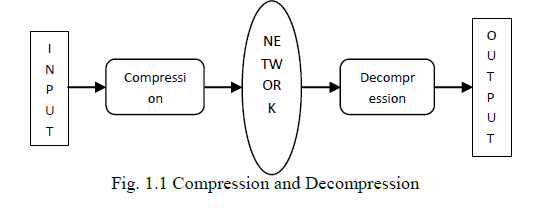 I
N
P
U
T
Compressi
on
NE
TW
OR
K
Decompr
ession
O
U
T
P
U
T
Fig. 1.1 Compression and Decompression